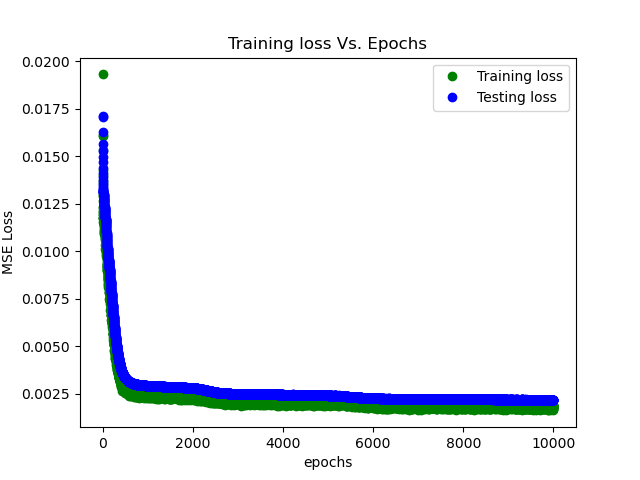 Training loss Vs. Epochs
0.0200
0.0175
0.0150
0.0125
0.0100
0.0075
0.0050
0.0025
MSE Loss
Training loss
Testing loss
0 2000 4000 6000 8000 10000
epochs